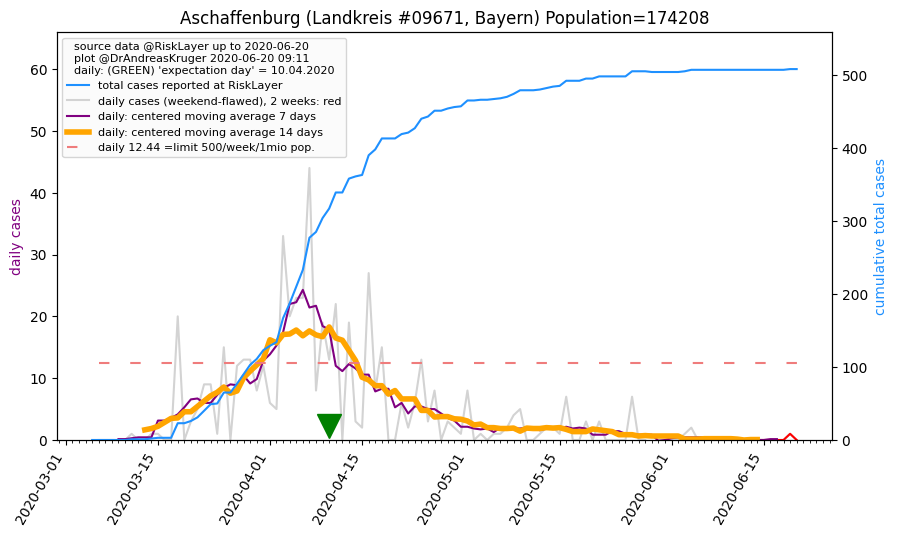 Aschaffenburg (Landkreis #09671, Bayern) Population=174208
source data @RiskLayer up to 2020-06-20
plot @DrAndreasKruger 2020-06-20 09:11
daily: (GREEN) 'expectation day' = 10.04.2020
total cases reported at RiskLayer
daily cases (weekend-flawed), 2 weeks: red
daily: centered moving average 7 days
daily: centered moving average 14 days
daily 12.44 =limit 500/week/1mio pop.
daily cases
60
50
40
30
20
10
0
cumulative total cases
500
400
300
200
100
0
2020-03-01
2020-03-15
2020-04-01
2020-04-15
2020-05-01
2020-05-15
2020-06-01
2020-06-15